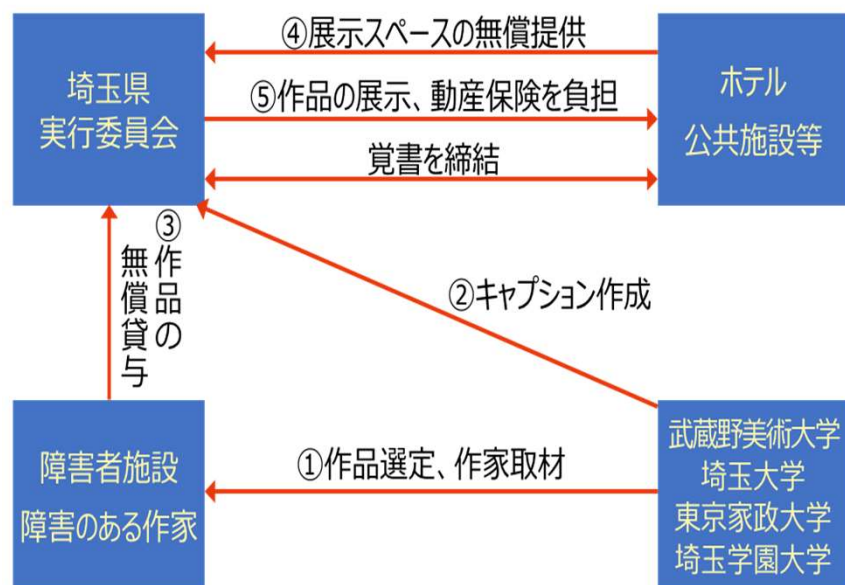 ④展示スペースの無償提供
埼玉県
実行委員会
⑤作品の展示、動産保険を負担
ホテル
公共施設等
覚書を締結
③作品の
無償貸与
②キャプション作成
障害者施設
障害のある作家
①作品選定、作家取材
武蔵野美術大学
埼玉大学
東京家政大学
埼玉学園大学